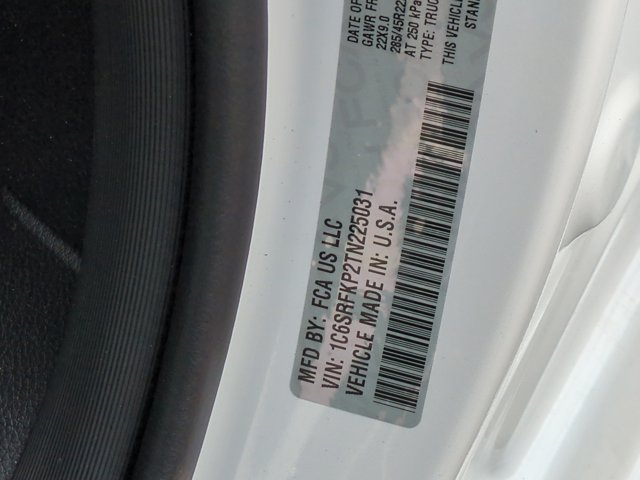 MFD BY: FCA US LLC
VIN: 1C6SRFKP2TN225031
VEHICLE MADE IN: U.S.A.
DATE OF
GAWR FR
22X9.0
285/45R22
AT 250 kPa
TYPE: TRUC
THIS VEHICLE
STAN